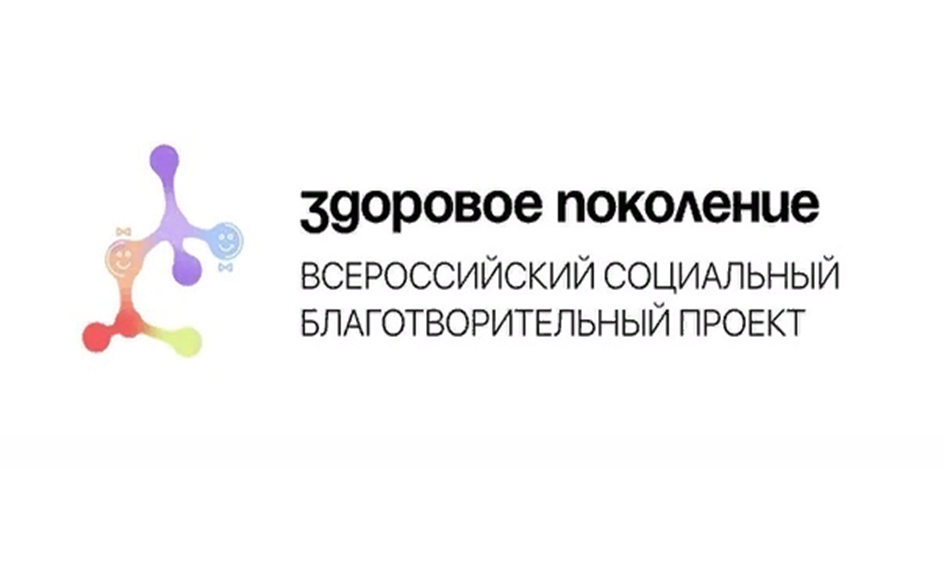 здоровое поколение
ВСЕРОССИЙСКИЙ СОЦИАЛЬНЫЙ
БЛАГОТВОРИТЕЛЬНЫЙ ПРОЕКТ